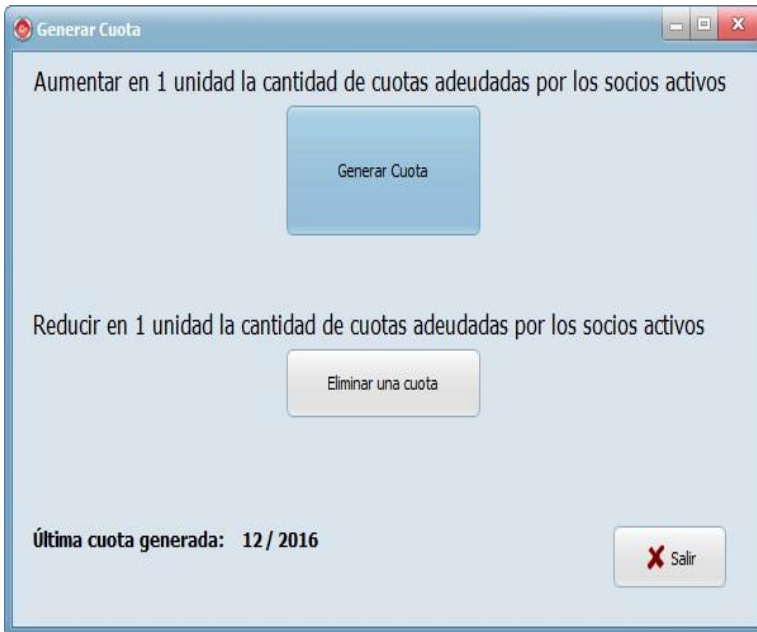 Generar Cuota
Aumentar en 1 unidad la cantidad de cuotas adeudadas por los socios activos
Generar Cuota
Reducir en 1 unidad la cantidad de cuotas adeudadas por los socios activos
Eliminar una cuota
Última cuota generada: 12 / 2016
Salir